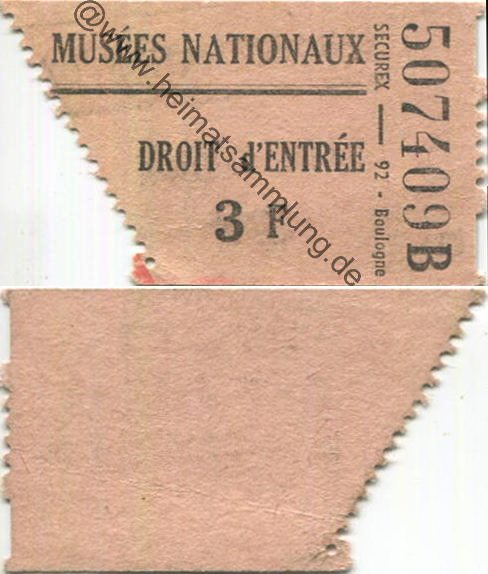 MUSÉES NATIONAUX
DROIT d'ENTRÉE
3 F
SECUREX — 92 - Boulogne
507409B
@www.heimatsammlung.de